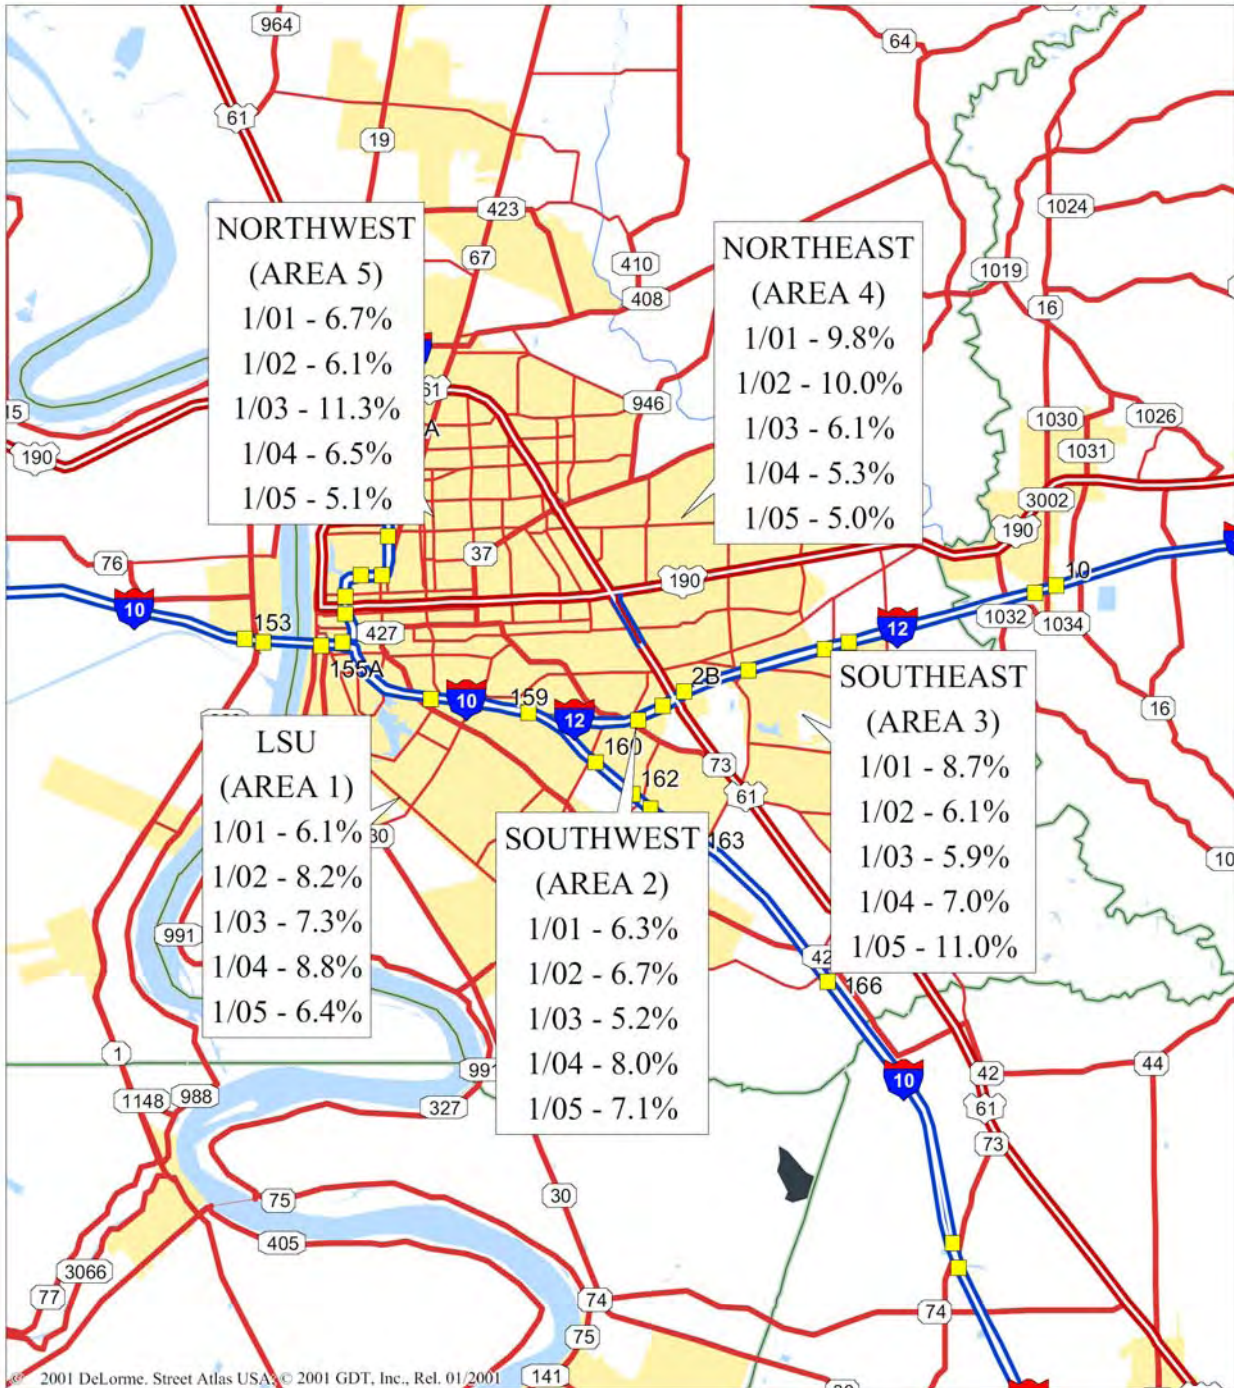 964
64
61
19
1024
423
NORTHWEST
(AREA 5)
1/01 - 6.7%
1/02 - 6.1%
1/03 - 11.3%
1/04 - 6.5%
1/05 - 5.1%
67
410
408
NORTHEAST
(AREA 4)
1/01 - 9.8%
1/02 - 10.0%
1/03 - 6.1%
1/04 - 5.3%
1/05 - 5.0%
1019
16
61
A
946
15
190
1030
1026
1031
3002
190
37
76
190
10
10
153
427
155A
12
1032
1034
2B
10
159
12
160
162
73
61
163
16
10
SOUTHEAST
(AREA 3)
1/01 - 8.7%
1/02 - 6.1%
1/03 - 5.9%
1/04 - 7.0%
1/05 - 11.0%
LSU
(AREA 1)
1/01 - 6.1%
1/02 - 8.2%
1/03 - 7.3%
1/04 - 8.8%
1/05 - 6.4%
30
SOUTHWEST
(AREA 2)
1/01 - 6.3%
1/02 - 6.7%
1/03 - 5.2%
1/04 - 8.0%
1/05 - 7.1%
991
42
166
1
991
10
42
44
1148
988
327
61
73
75
30
405
3066
77
74
74
75
141
2001 DeLorme. Street Atlas USA; © 2001 GDT, Inc., Rel. 01/2001